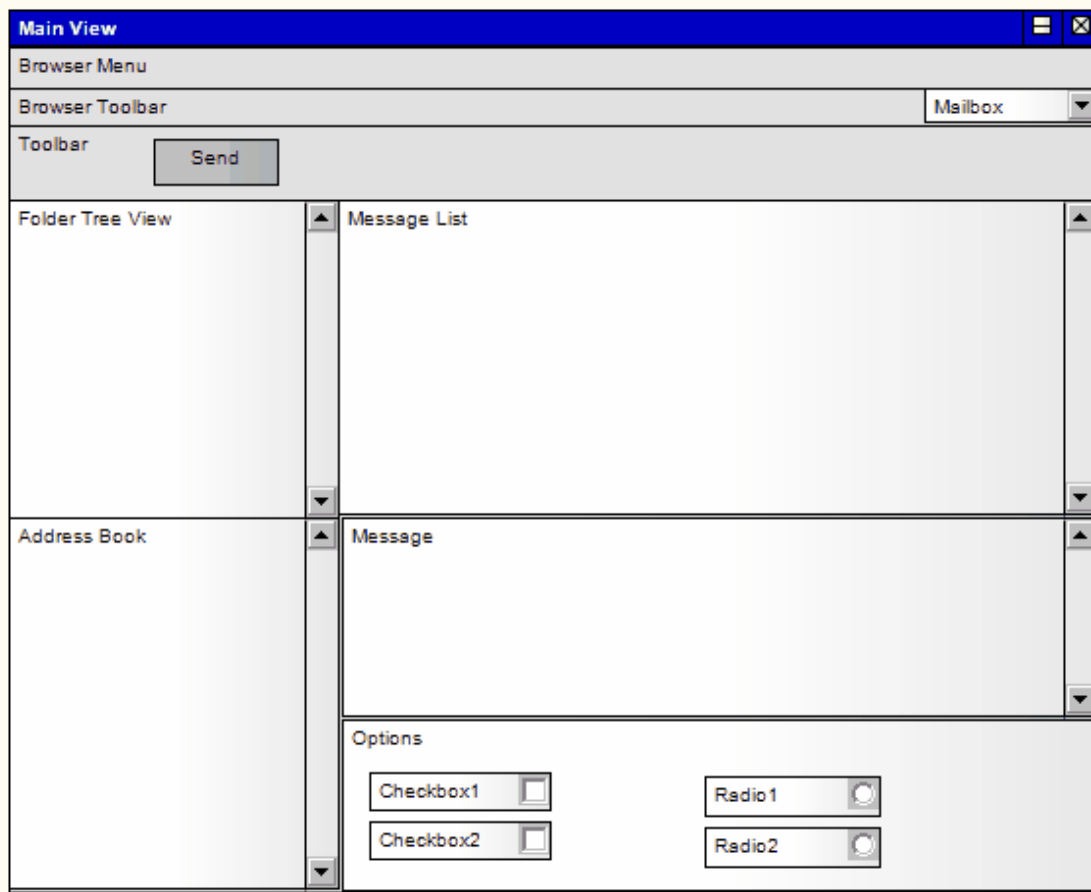 Main View
Browser Menu
Browser Toolbar
Mailbox
Toolbar
Send
Folder Tree View
Message List
Address Book
Message
Options
Checkbox1
Radio1
Checkbox2
Radio2